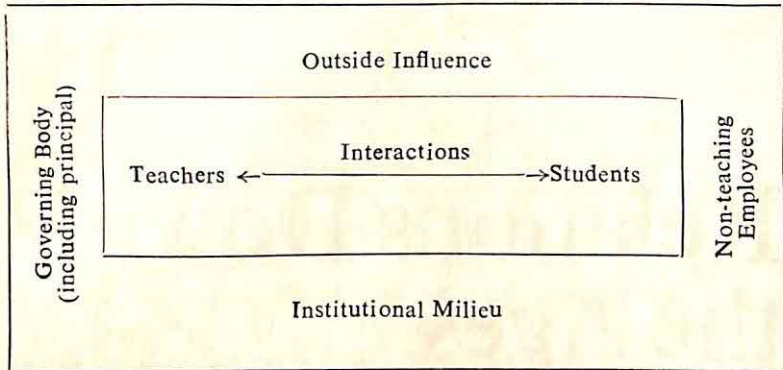 Outside Influence
Governing Body
(including principal)
Interactions
Teachers ←→Students
Non-teaching
Employees
Institutional Milieu